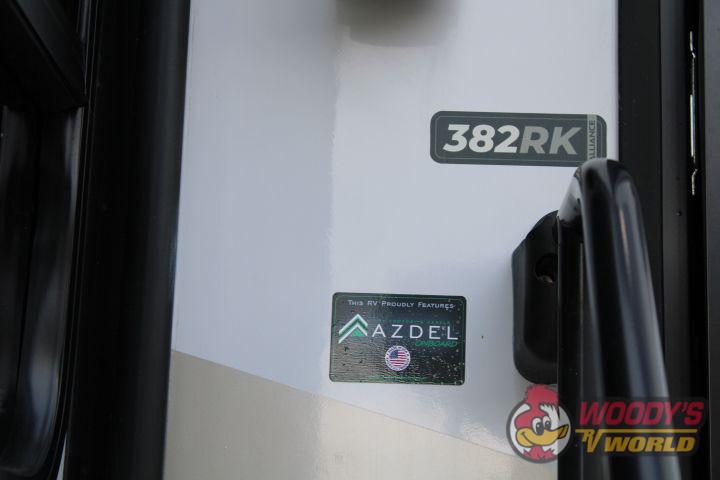 382RK
ALLIANCE
THIS RV PROUDLY FEATURES
AZDEL
ONBOARD
WOODY'S
RV WORLD